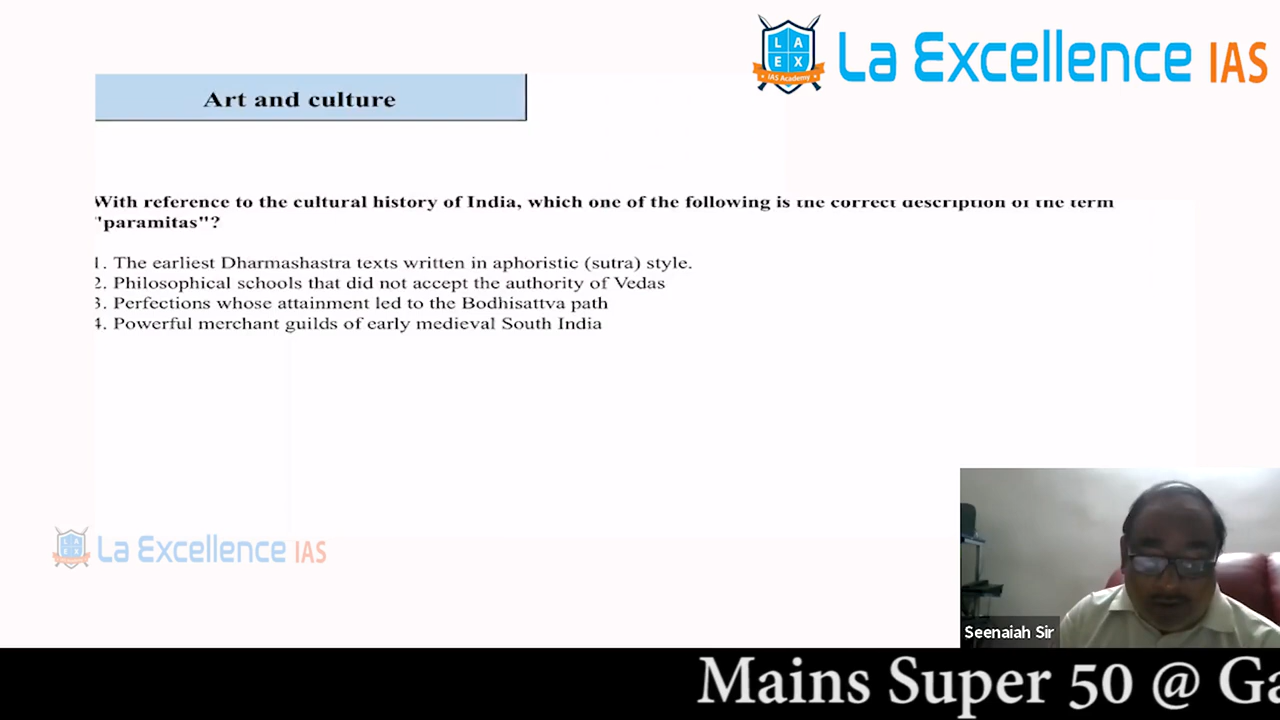 L A
E X
IAS Academy
La Excellence IAS
Art and culture
With reference to the cultural history of India, which one of the following is the correct description of the term
"paramitas"?
1. The earliest Dharmashastra texts written in aphoristic (sutra) style.
2. Philosophical schools that did not accept the authority of Vedas
3. Perfections whose attainment led to the Bodhisattva path
4. Powerful merchant guilds of early medieval South India
La Excellence IAS
Seenaiah Sir
Mains Super 50 @ Ga